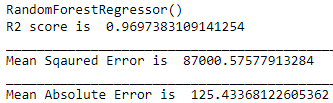 RandomForestRegressor()
R2 score is  0.9697383109141254
Mean Sqaured Error is  87000.57577913284
Mean Absolute Error is  125.43368122605362